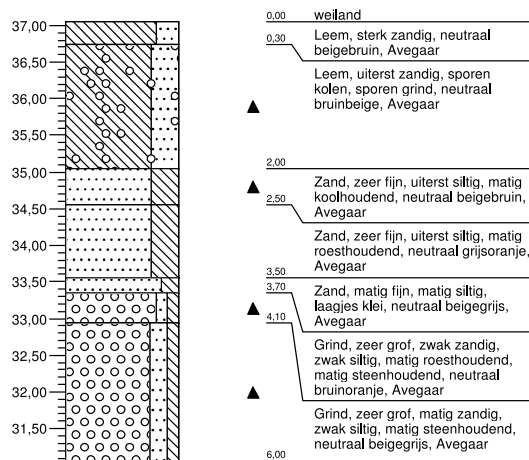 37,00
36,50
36,00
35,50
35,00
34,50
34,00
33,50
33,00
32,50
32,00
31,50
0,00
weiland
0,30
Leem, sterk zandig, neutraal
beigebruin, Avegaar
Leem, uiterst zandig, sporen
kolen, sporen grind, neutraal
bruinbeige, Avegaar
2,00
Zand, zeer fijn, uiterst siltig, matig
koolhoudend, neutraal beigebruin,
Avegaar
2,50
Zand, zeer fijn, uiterst siltig, matig
roesthoudend, neutraal grijsoranje,
Avegaar
3,50
Zand, matig fijn, matig siltig,
laagjes klei, neutraal beigegrijs,
Avegaar
3,70
4,10
Grind, zeer grof, zwak zandig,
zwak siltig, matig roesthoudend,
matig steenhoudend, neutraal
bruinoranje, Avegaar
Grind, zeer grof, matig zandig,
zwak siltig, matig steenhoudend,
neutraal beigegrijs, Avegaar
6,00